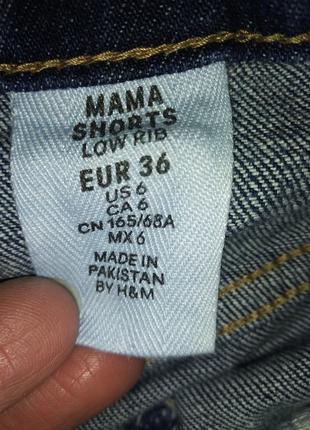 MAMA
SHORTS
LOW RIB
EUR 36
US 6
CA 6
CN 165/68A
MX 6
MADE IN
PAKISTAN
BY H&M